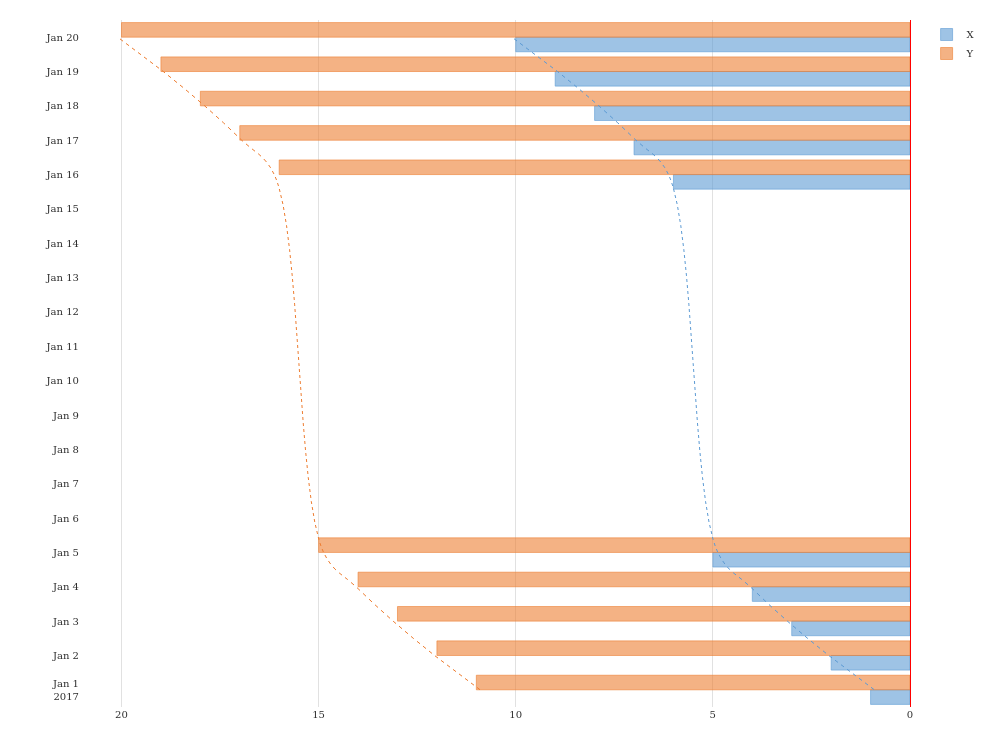 Jan 20
X
Y
Jan 19
Jan 18
Jan 17
Jan 16
Jan 15
Jan 14
Jan 13
Jan 12
Jan 11
Jan 10
Jan 9
Jan 8
Jan 7
Jan 6
Jan 5
Jan 4
Jan 3
Jan 2
Jan 1
2017
20 15 10 5 0